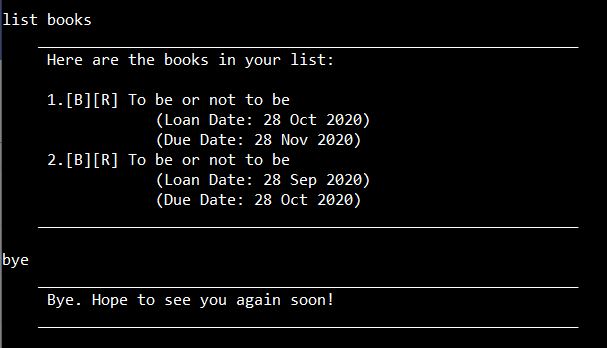 list books
Here are the books in your list:
1.[B][R] To be or not to be
(Loan Date: 28 Oct 2020)
(Due Date: 28 Nov 2020)
2.[B][R] To be or not to be
(Loan Date: 28 Sep 2020)
(Due Date: 28 Oct 2020)
bye
Bye. Hope to see you again soon!